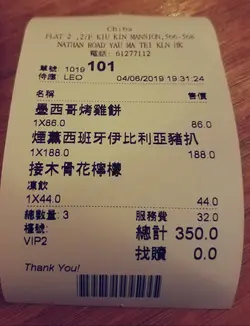 Chiba
FLAT 2 ,2/F KIU KIN MANSION,566-568
NATHAN ROAD YAU MA TEI KLN HK
電話: 61277112
單號: 1019 101
侍應 LEO 04/06/2019 19:31:24
名稱 售價
墨西哥烤雞餅
1X86.0 86.0
煙薰西班牙伊比利亞豬扒
1X188.0 188.0
接木骨花檸檬
凍飲
1X44.0 44.0
總數量: 3 服務費 32.0
檯號: 總計 350.0
VIP2 找贖 0.0
Thank You!